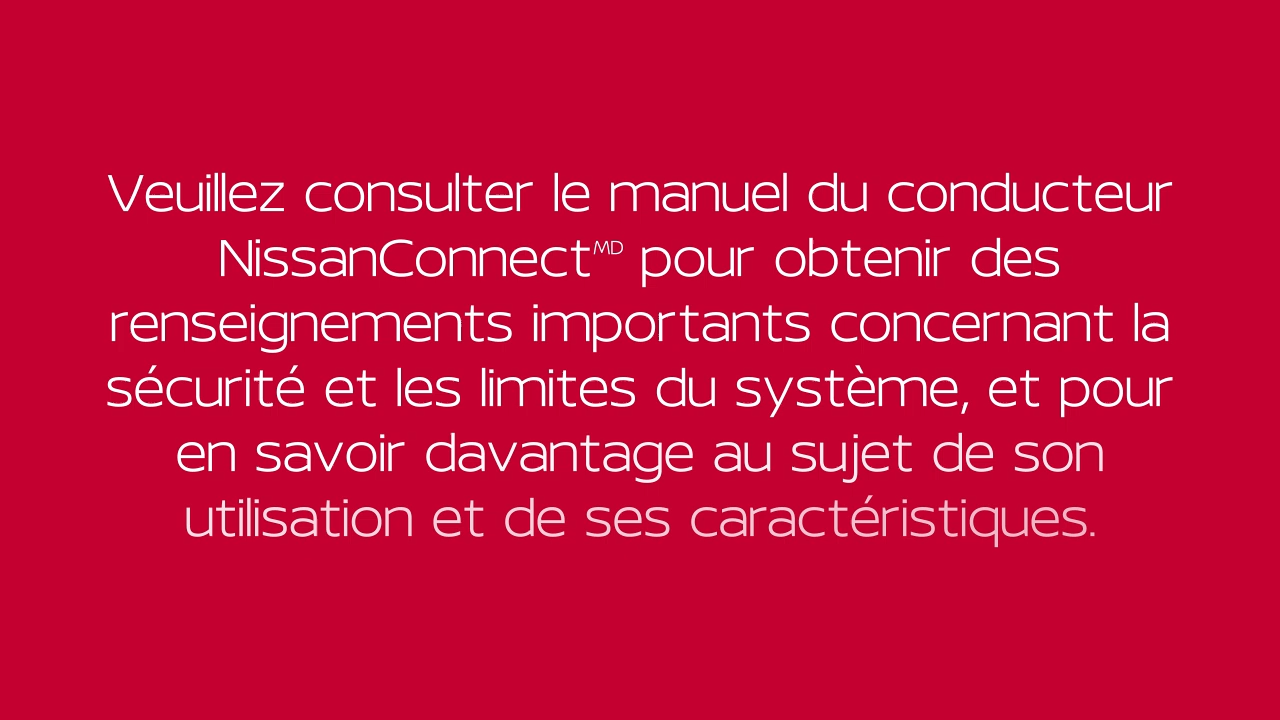 Veuillez consulter le manuel du conducteur
NissanConnectᴹᴰ pour obtenir des
renseignements importants concernant la
sécurité et les limites du système, et pour
en savoir davantage au sujet de son
utilisation et de ses caractéristiques.